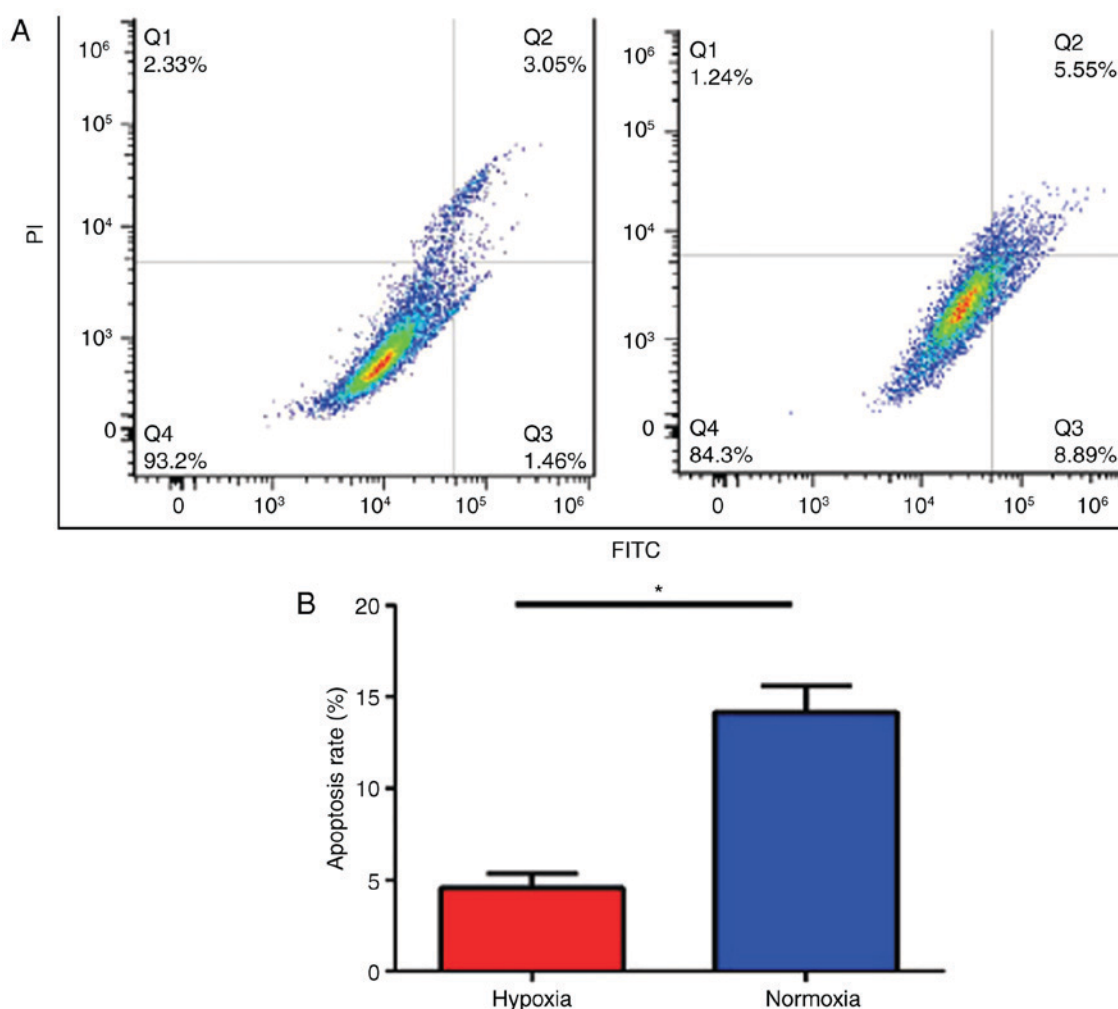 A
Q1
2.33%
Q2
3.05%
Q4
93.2%
Q3
1.46%
10⁶
10⁵
10⁴
10³
0
0
10³
10⁴
10⁵
10⁶
PI
Q1
1.24%
Q2
5.55%
Q4
84.3%
Q3
8.89%
10⁶
10⁵
10⁴
10³
0
0
10³
10⁴
10⁵
10⁶
FITC
B
*
20
15
10
5
0
Apoptosis rate (%)
Hypoxia
Normoxia